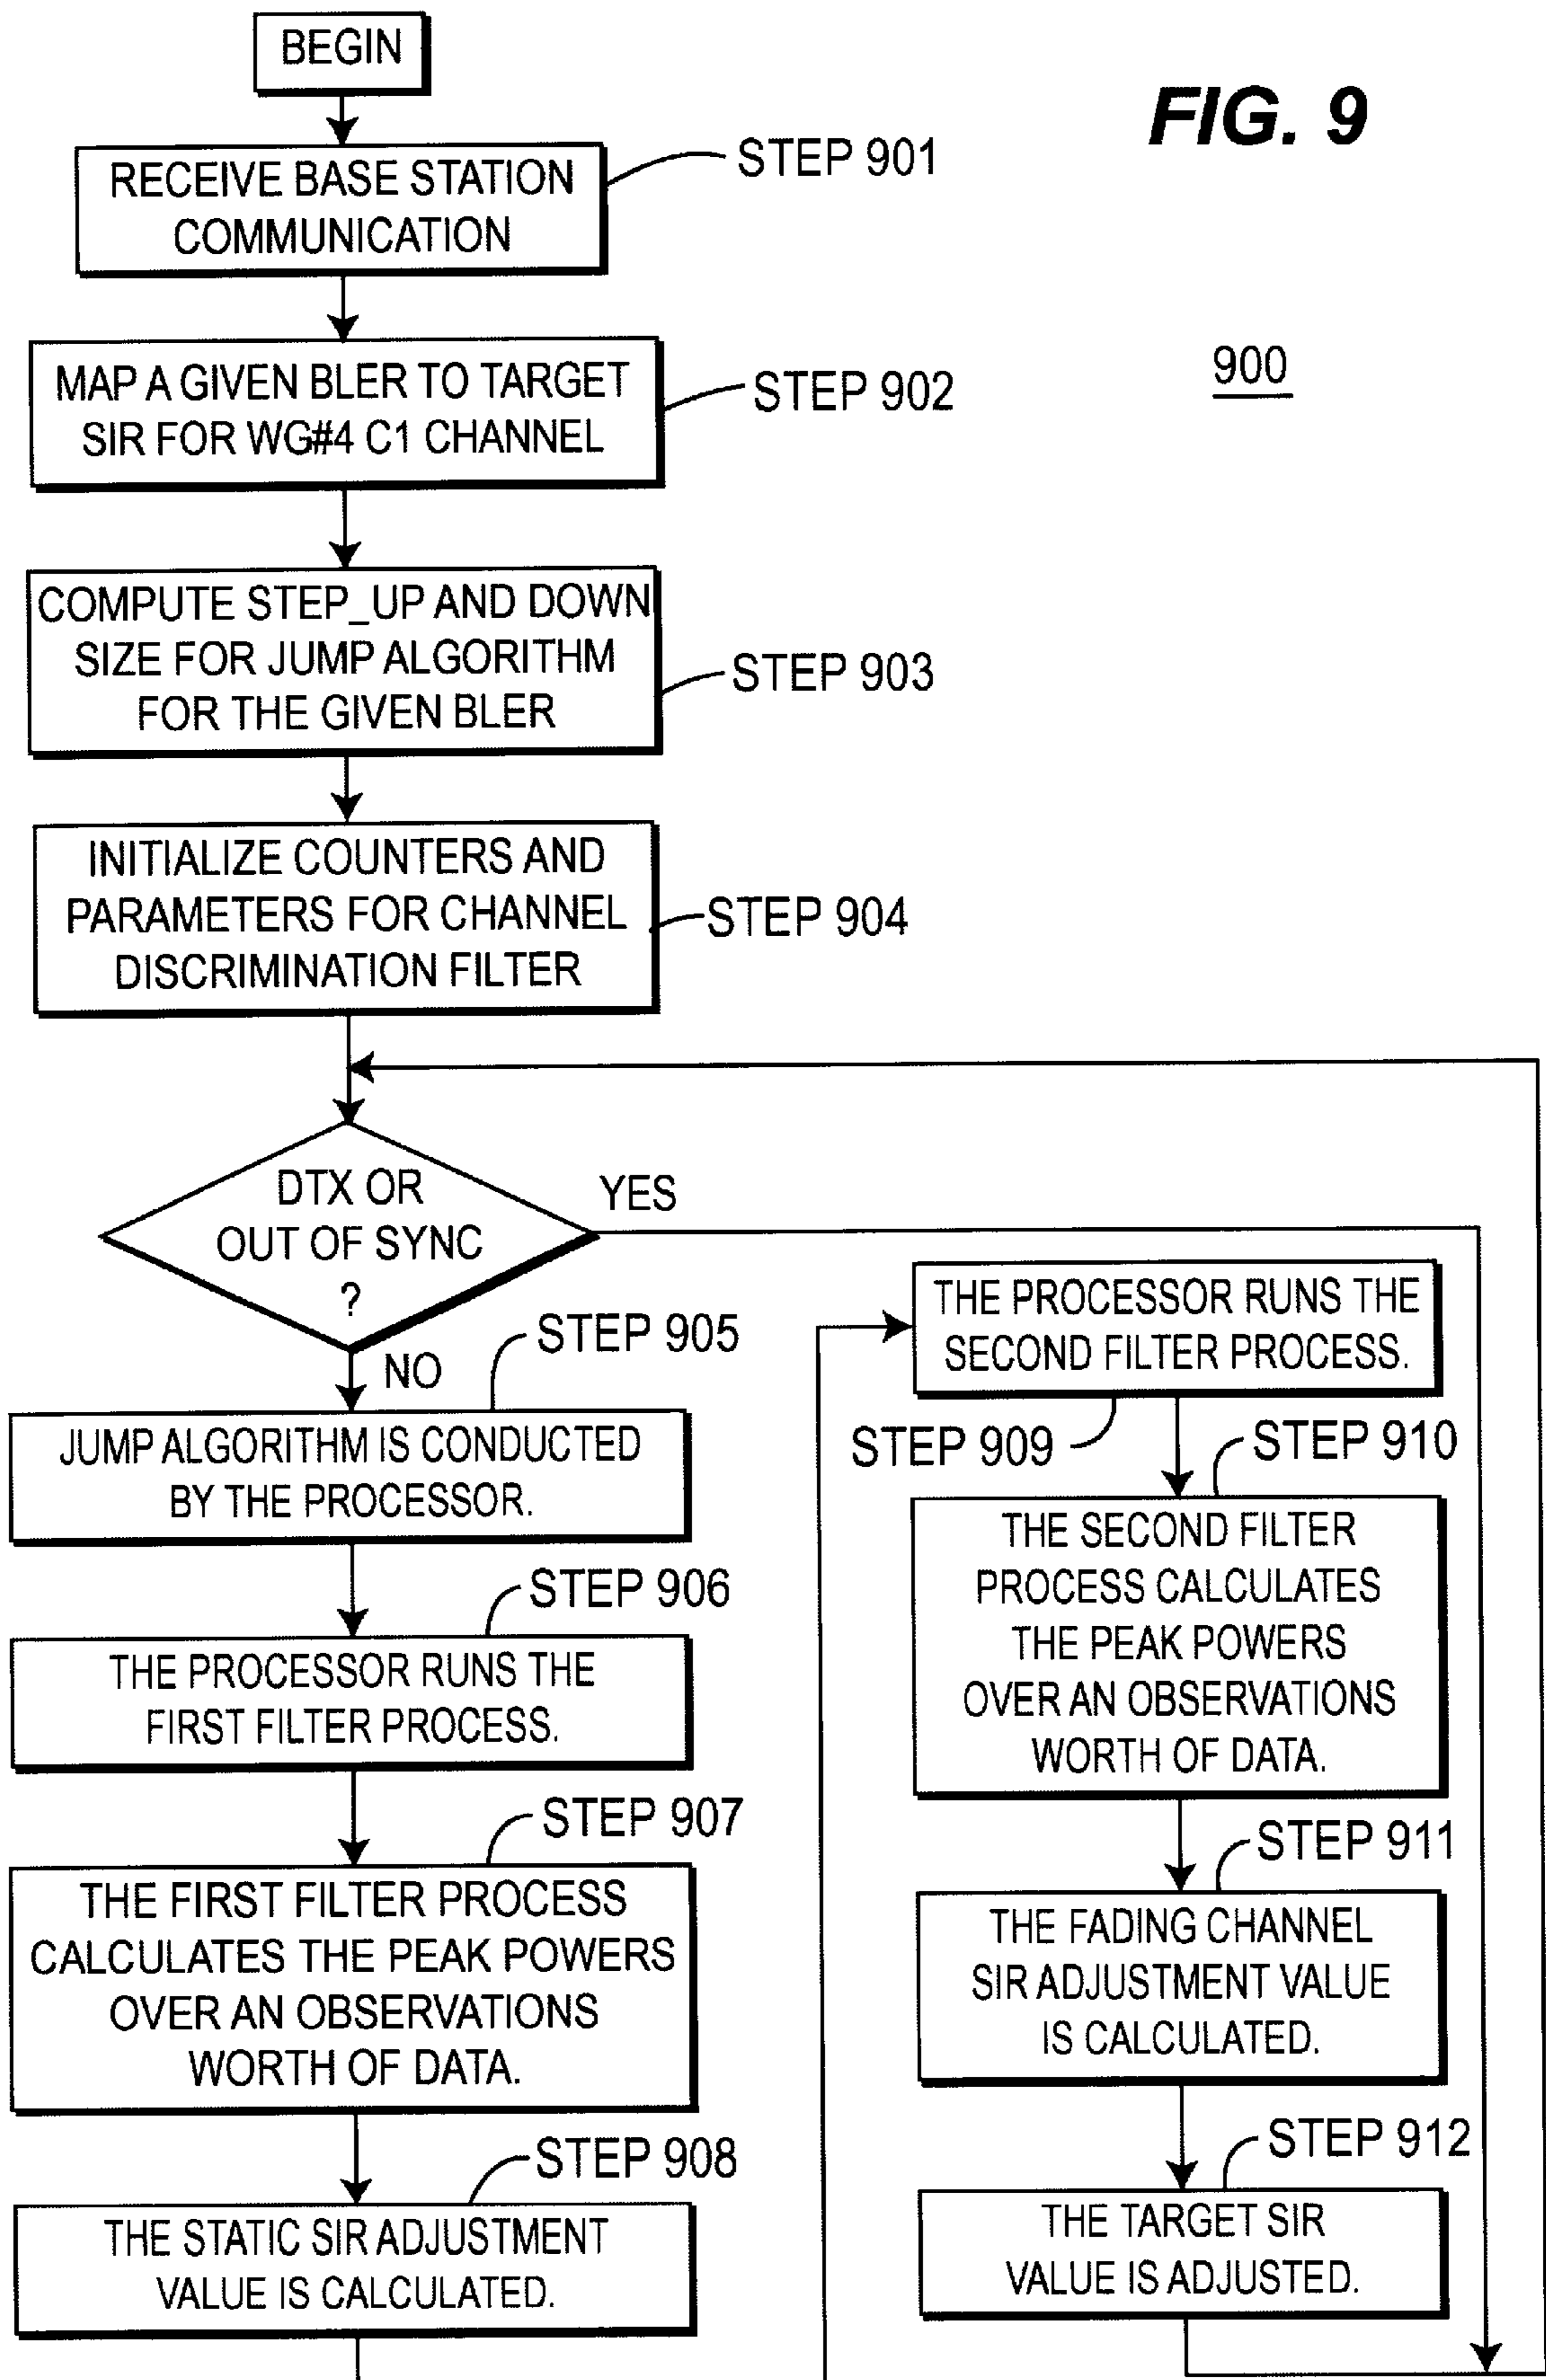 BEGIN
FIG. 9
RECEIVE BASE STATION
COMMUNICATION
STEP 901
900
MAP A GIVEN BLER TO TARGET
SIR FOR WG#4 C1 CHANNEL
STEP 902
COMPUTE STEP_UP AND DOWN
SIZE FOR JUMP ALGORITHM
FOR THE GIVEN BLER
STEP 903
INITIALIZE COUNTERS AND
PARAMETERS FOR CHANNEL
DISCRIMINATION FILTER
STEP 904
DTX OR
OUT OF SYNC
?
YES
NO
STEP 905
JUMP ALGORITHM IS CONDUCTED
BY THE PROCESSOR.
STEP 906
THE PROCESSOR RUNS THE
FIRST FILTER PROCESS.
STEP 907
THE FIRST FILTER PROCESS
CALCULATES THE PEAK POWERS
OVER AN OBSERVATIONS
WORTH OF DATA.
STEP 908
THE STATIC SIR ADJUSTMENT
VALUE IS CALCULATED.
THE PROCESSOR RUNS THE
SECOND FILTER PROCESS.
STEP 909
STEP 910
THE SECOND FILTER
PROCESS CALCULATES
THE PEAK POWERS
OVER AN OBSERVATIONS
WORTH OF DATA.
STEP 911
THE FADING CHANNEL
SIR ADJUSTMENT VALUE
IS CALCULATED.
STEP 912
THE TARGET SIR
VALUE IS ADJUSTED.